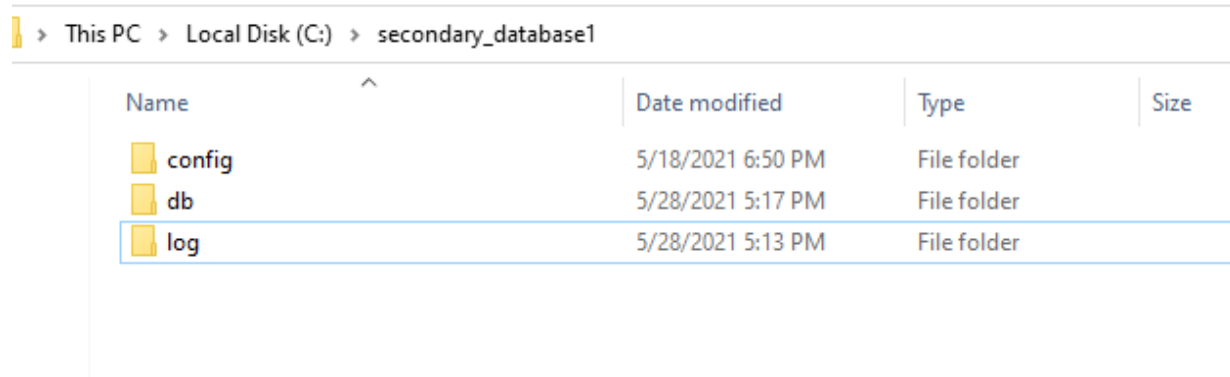 This PC > Local Disk (C:) > secondary_database1
Name Date modified Type Size
config 5/18/2021 6:50 PM File folder
db 5/28/2021 5:17 PM File folder
log 5/28/2021 5:13 PM File folder